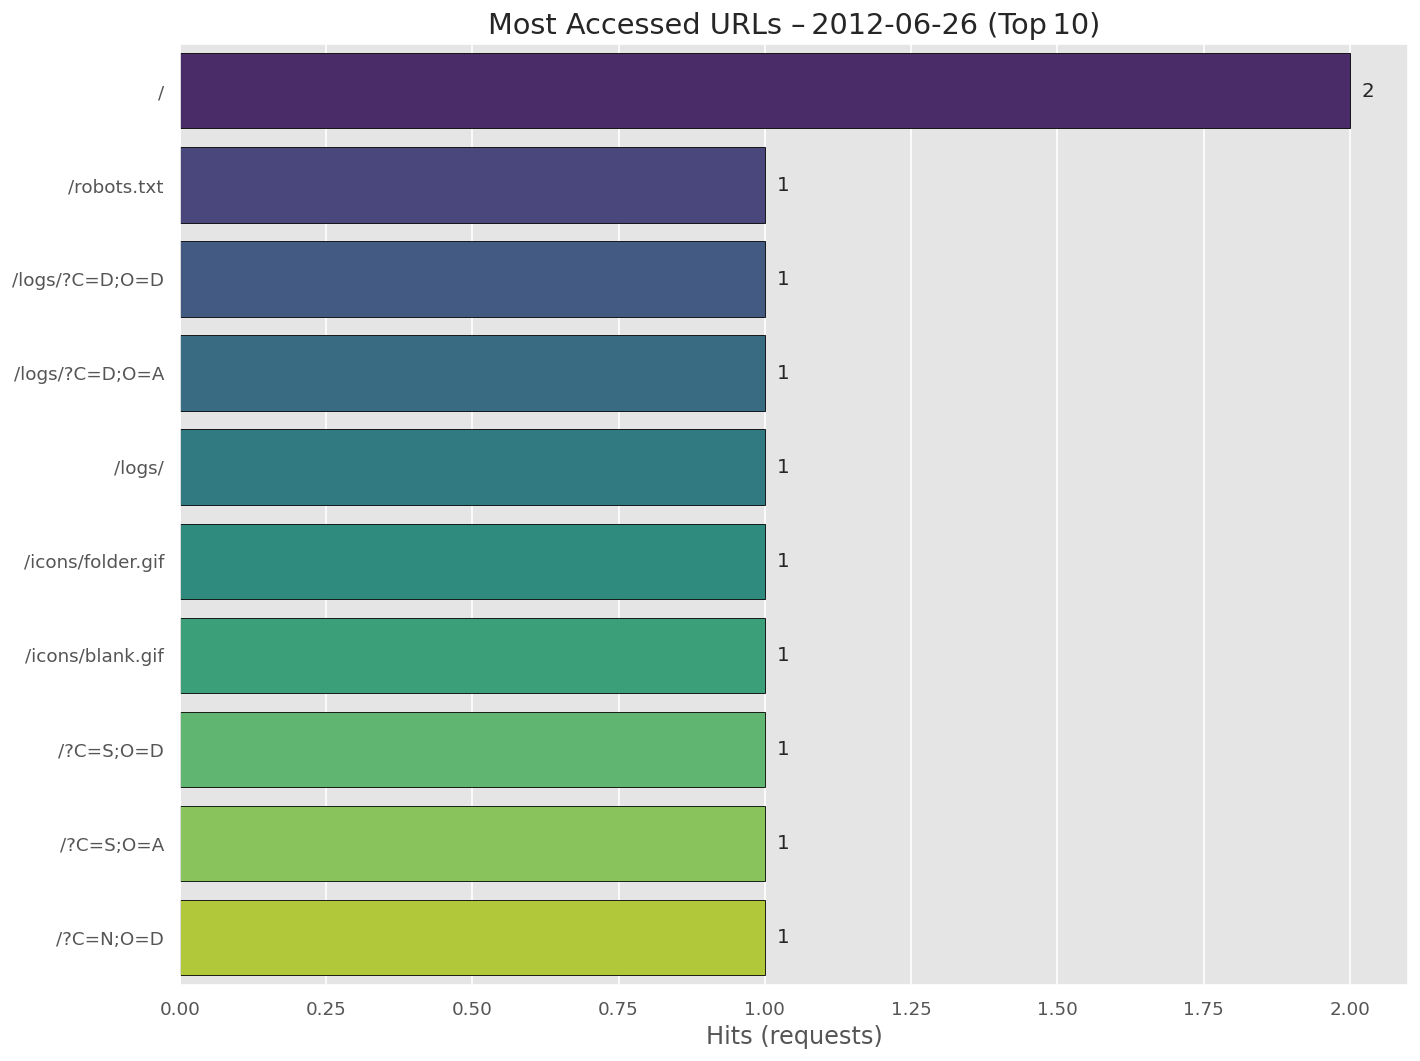 Most Accessed URLs – 2012-06-26 (Top 10)
/ 2
/robots.txt 1
/logs/?C=D;O=D 1
/logs/?C=D;O=A 1
/logs/ 1
/icons/folder.gif 1
/icons/blank.gif 1
/?C=S;O=D 1
/?C=S;O=A 1
/?C=N;O=D 1
0.00 0.25 0.50 0.75 1.00 1.25 1.50 1.75 2.00
Hits (requests)